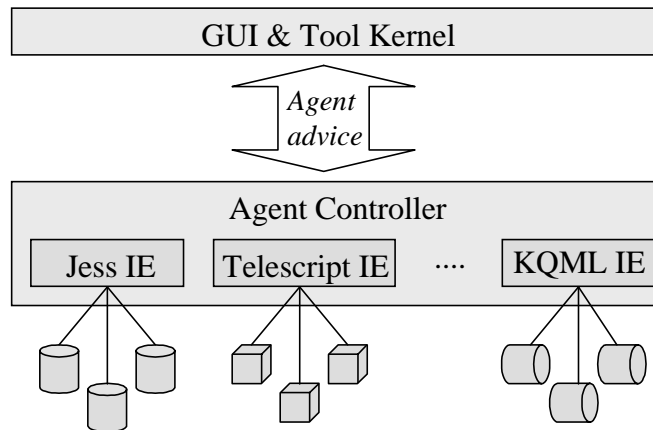 GUI & Tool Kernel
Agent
advice
Agent Controller
Jess IE
Telescript IE
....
KQML IE